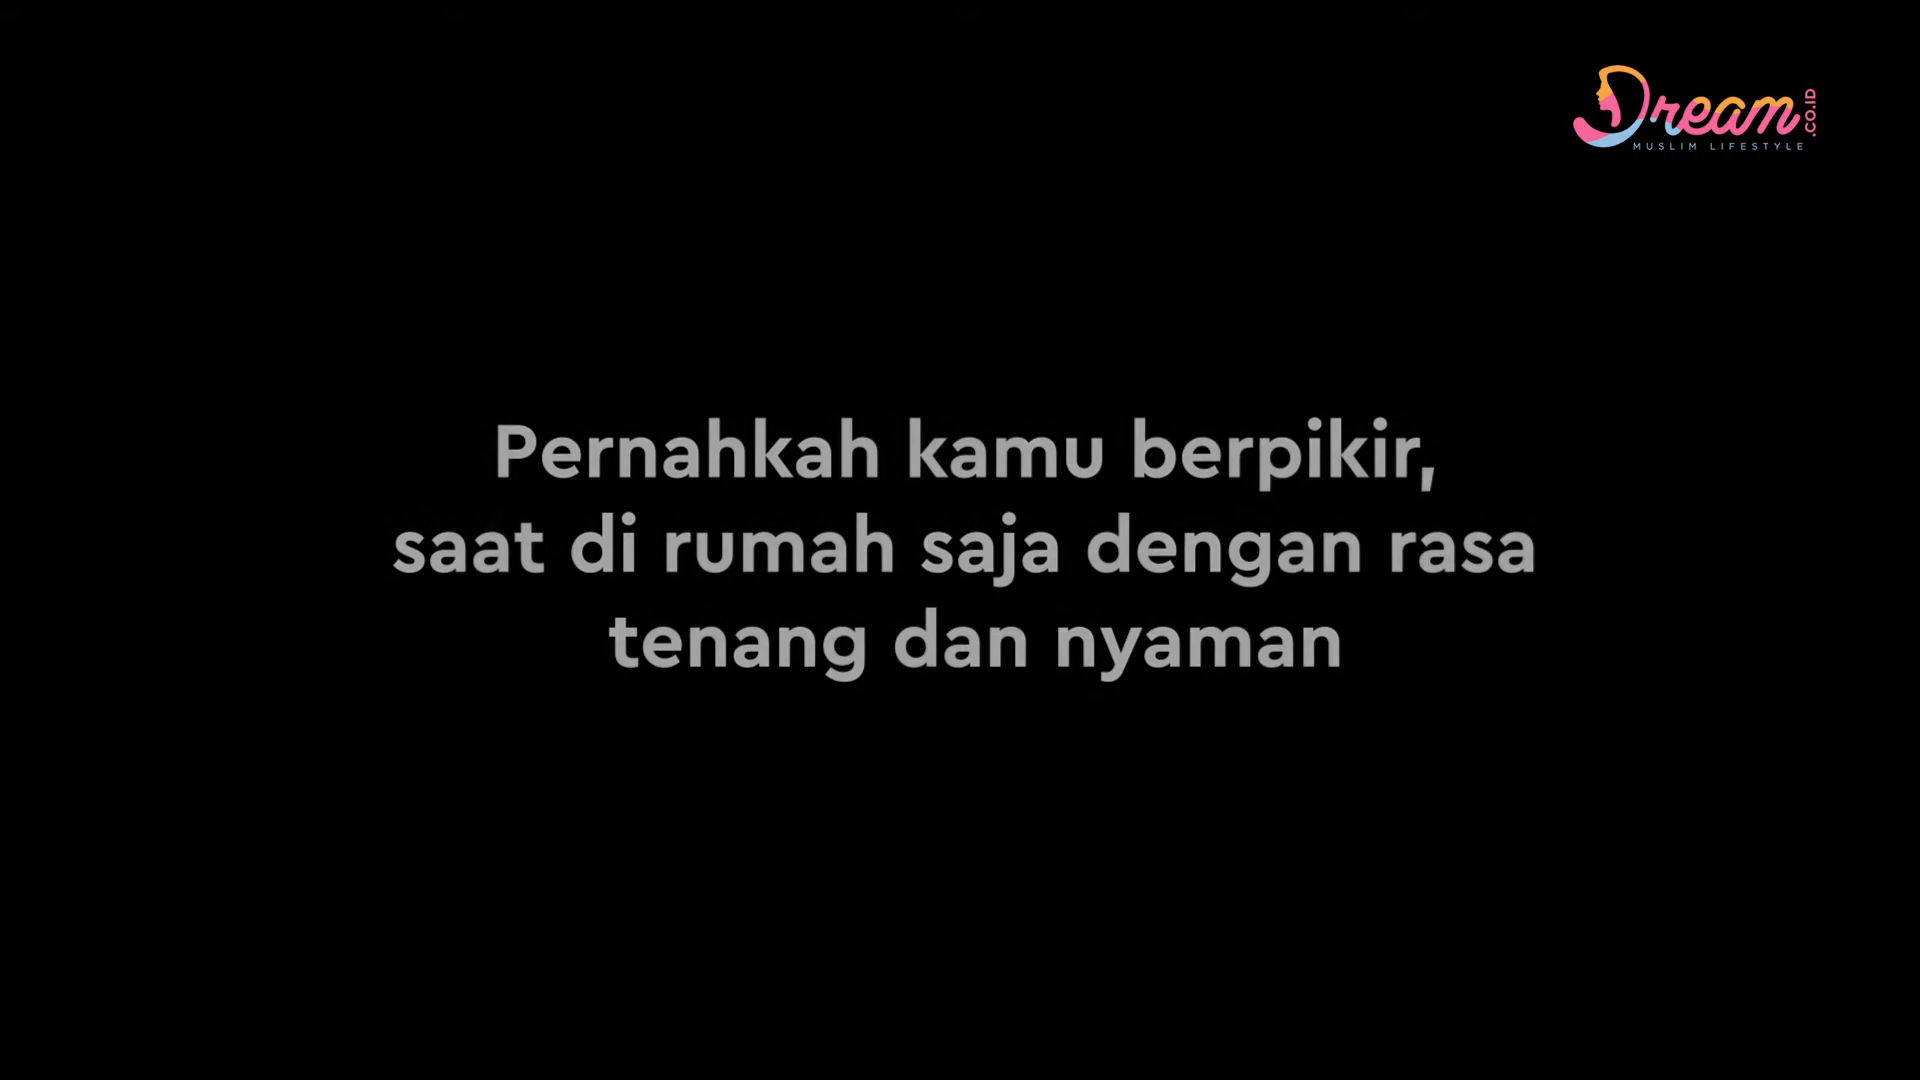 Dream.CO.ID
MUSLIM LIFESTYLE
Pernahkah kamu berpikir,
saat di rumah saja dengan rasa
tenang dan nyaman